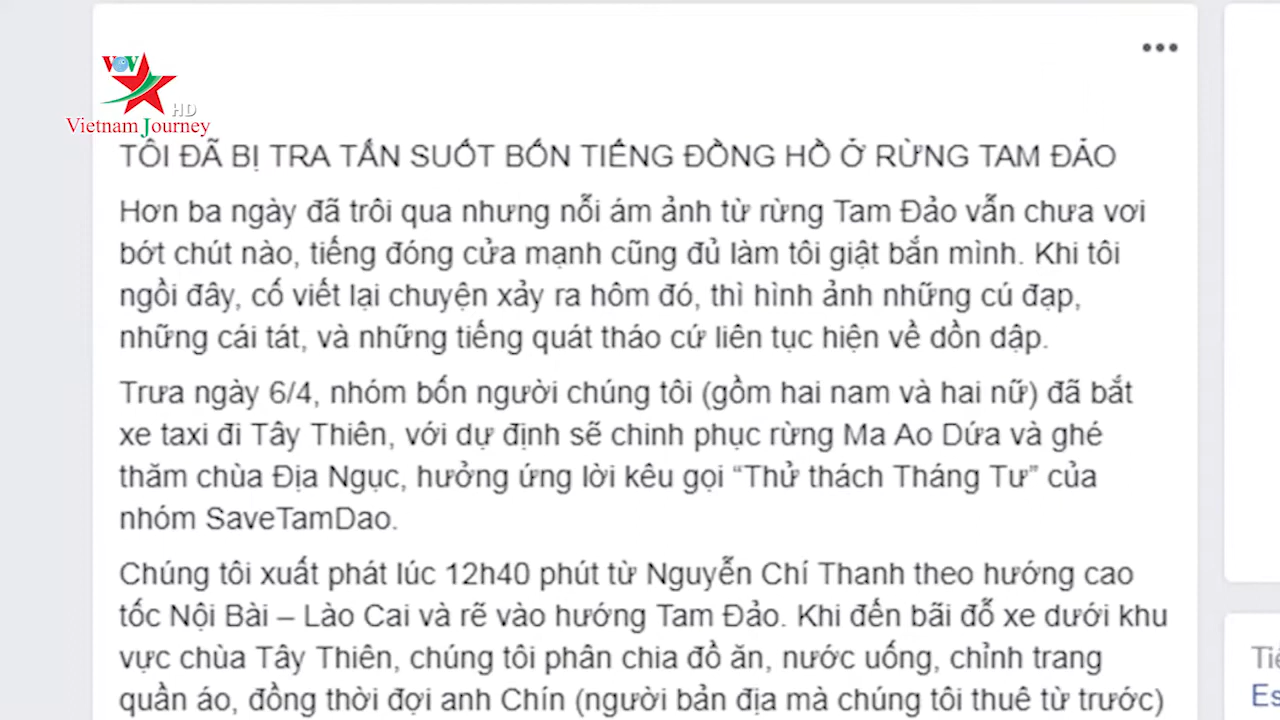 VOV
HD
Vietnam Journey
TÔI ĐÃ BỊ TRA TẤN SUỐT BỐN TIẾNG ĐỒNG HỒ Ở RỪNG TAM ĐẢO
Hơn ba ngày đã trôi qua nhưng nỗi ám ảnh từ rừng Tam Đảo vẫn chưa vơi
bớt chút nào, tiếng đóng cửa mạnh cũng đủ làm tôi giật bắn mình. Khi tôi
ngồi đây, cố viết lại chuyện xảy ra hôm đó, thì hình ảnh những cú đạp,
những cái tát, và những tiếng quát tháo cứ liên tục hiện về dồn dập.
Trưa ngày 6/4, nhóm bốn người chúng tôi (gồm hai nam và hai nữ) đã bắt
xe taxi đi Tây Thiên, với dự định sẽ chinh phục rừng Ma Ao Dứa và ghé
thăm chùa Địa Ngục, hưởng ứng lời kêu gọi “Thử thách Tháng Tư” của
nhóm SaveTamDao.
Chúng tôi xuất phát lúc 12h40 phút từ Nguyễn Chí Thanh theo hướng cao
tốc Nội Bài – Lào Cai và rẽ vào hướng Tam Đảo. Khi đến bãi đỗ xe dưới khu
vực chùa Tây Thiên, chúng tôi phân chia đồ ăn, nước uống, chỉnh trang
quần áo, đồng thời đợi anh Chín (người bản địa mà chúng tôi thuê từ trước)